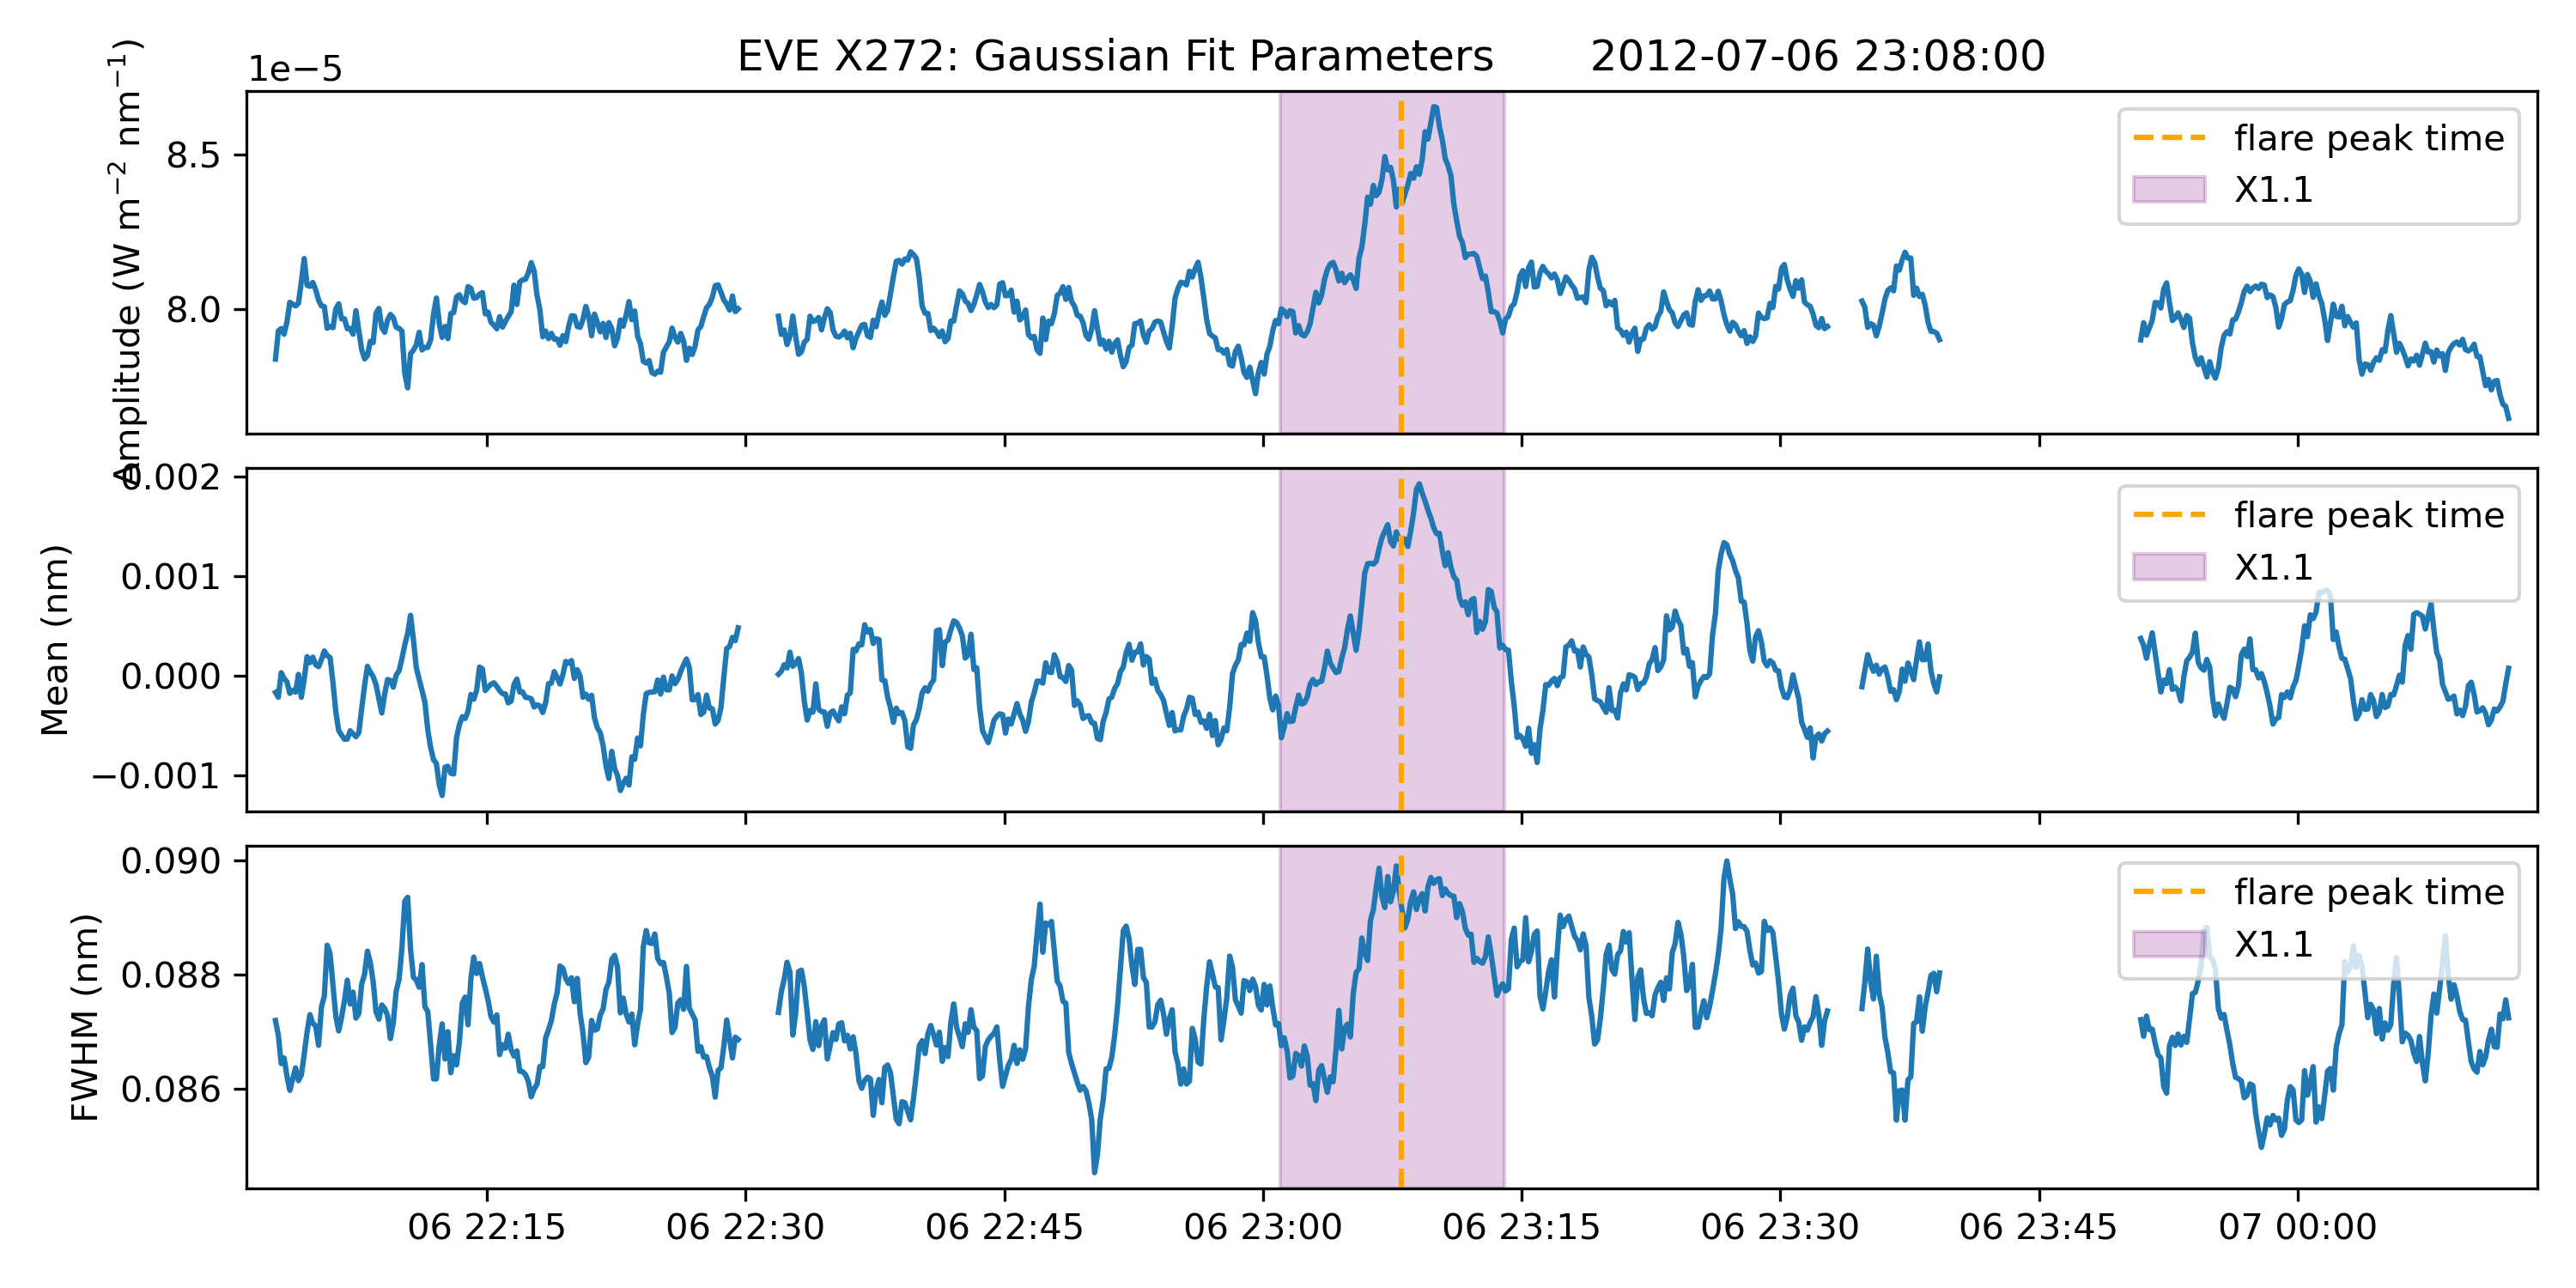 EVE X272: Gaussian Fit Parameters 2012-07-06 23:08:00
1e−5
Amplitude (W m⁻² nm⁻¹)
8.5
8.0
flare peak time
X1.1
Mean (nm)
0.002
0.001
0.000
−0.001
flare peak time
X1.1
FWHM (nm)
0.090
0.088
0.086
flare peak time
X1.1
06 22:15 06 22:30 06 22:45 06 23:00 06 23:15 06 23:30 06 23:45 07 00:00